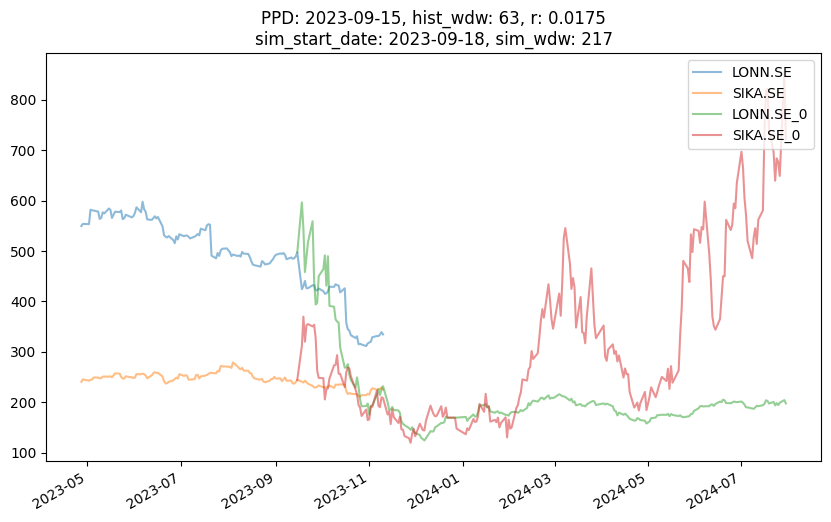 PPD: 2023-09-15, hist_wdw: 63, r: 0.0175
sim_start_date: 2023-09-18, sim_wdw: 217
LONN.SE
SIKA.SE
LONN.SE_0
SIKA.SE_0
800
700
600
500
400
300
200
100
2023-05
2023-07
2023-09
2023-11
2024-01
2024-03
2024-05
2024-07